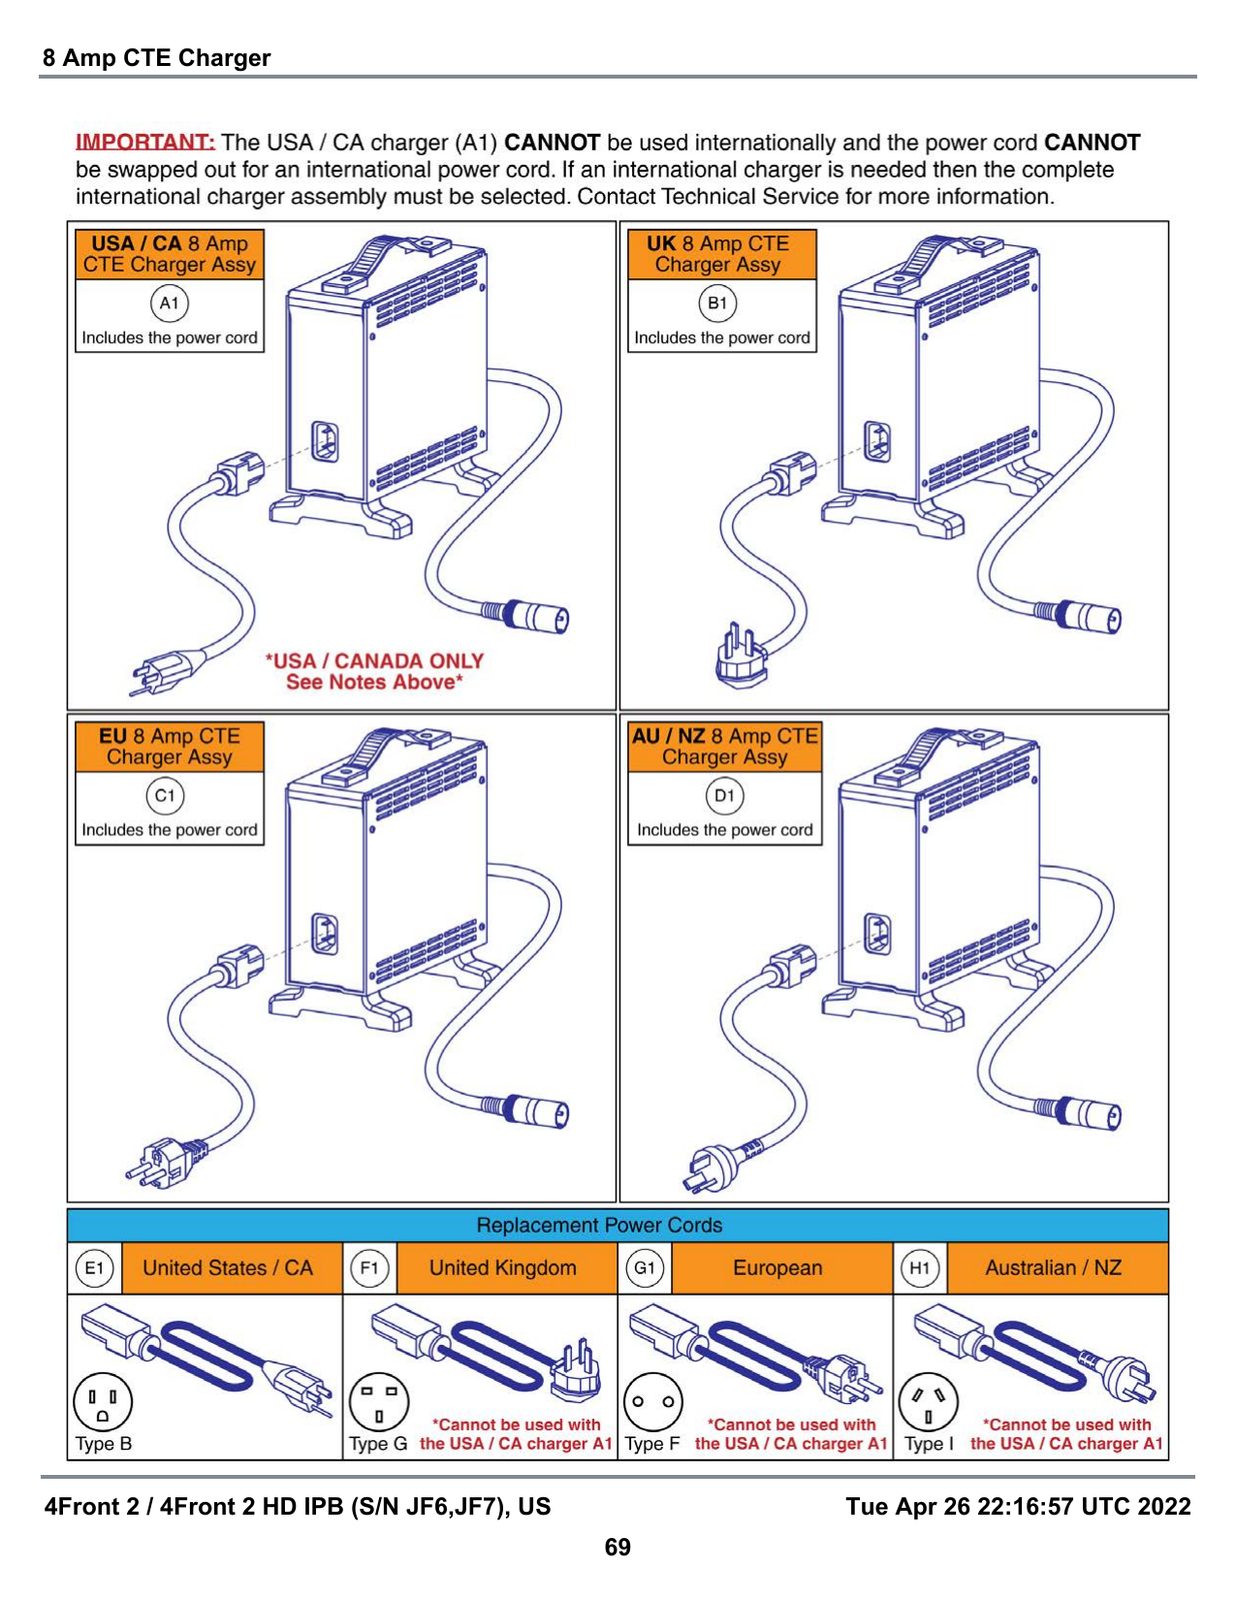 8 Amp CTE Charger
IMPORTANT: The USA / CA charger (A1) CANNOT be used internationally and the power cord CANNOT
be swapped out for an international power cord. If an international charger is needed then the complete
international charger assembly must be selected. Contact Technical Service for more information.
USA / CA 8 Amp
CTE Charger Assy
A1
Includes the power cord
*USA / CANADA ONLY
See Notes Above*
UK 8 Amp CTE
Charger Assy
B1
Includes the power cord
EU 8 Amp CTE
Charger Assy
C1
Includes the power cord
AU / NZ 8 Amp CTE
Charger Assy
D1
Includes the power cord
Replacement Power Cords
E1 United States / CA
F1 United Kingdom
G1 European
H1 Australian / NZ
Type B
Type G
*Cannot be used with
the USA / CA charger A1
Type F
*Cannot be used with
the USA / CA charger A1
Type I
*Cannot be used with
the USA / CA charger A1
4Front 2 / 4Front 2 HD IPB (S/N JF6,JF7), US
Tue Apr 26 22:16:57 UTC 2022
69